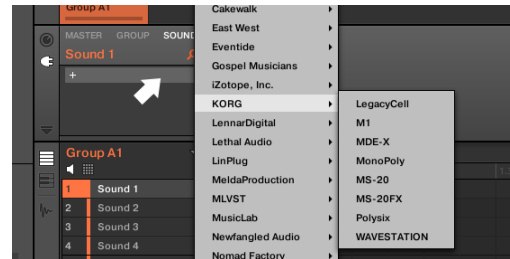 Group A1
MASTER GROUP SOUND
Sound 1
+
Group A1
1 Sound 1
2 Sound 2
3 Sound 3
4 Sound 4
Cakewalk
East West
Eventide
Gospel Musicians
iZotope, Inc.
KORG
LennarDigital
Lethal Audio
LinPlug
MeldaProduction
MLVST
MusicLab
Newfangled Audio
Nomad Factory
LegacyCell
M1
MDE-X
MonoPoly
MS-20
MS-20FX
Polysix
WAVESTATION